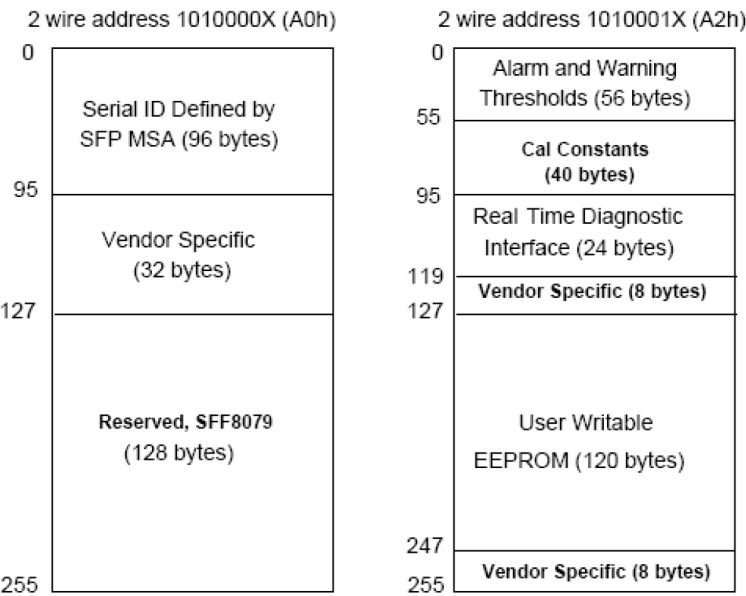 2 wire address 1010000X (A0h)
0
Serial ID Defined by
SFP MSA (96 bytes)
95
Vendor Specific
(32 bytes)
127
Reserved, SFF8079
(128 bytes)
255
2 wire address 1010001X (A2h)
0
Alarm and Warning
Thresholds (56 bytes)
55
Cal Constants
(40 bytes)
95
Real Time Diagnostic
Interface (24 bytes)
119
Vendor Specific (8 bytes)
127
User Writable
EEPROM (120 bytes)
247
Vendor Specific (8 bytes)
255